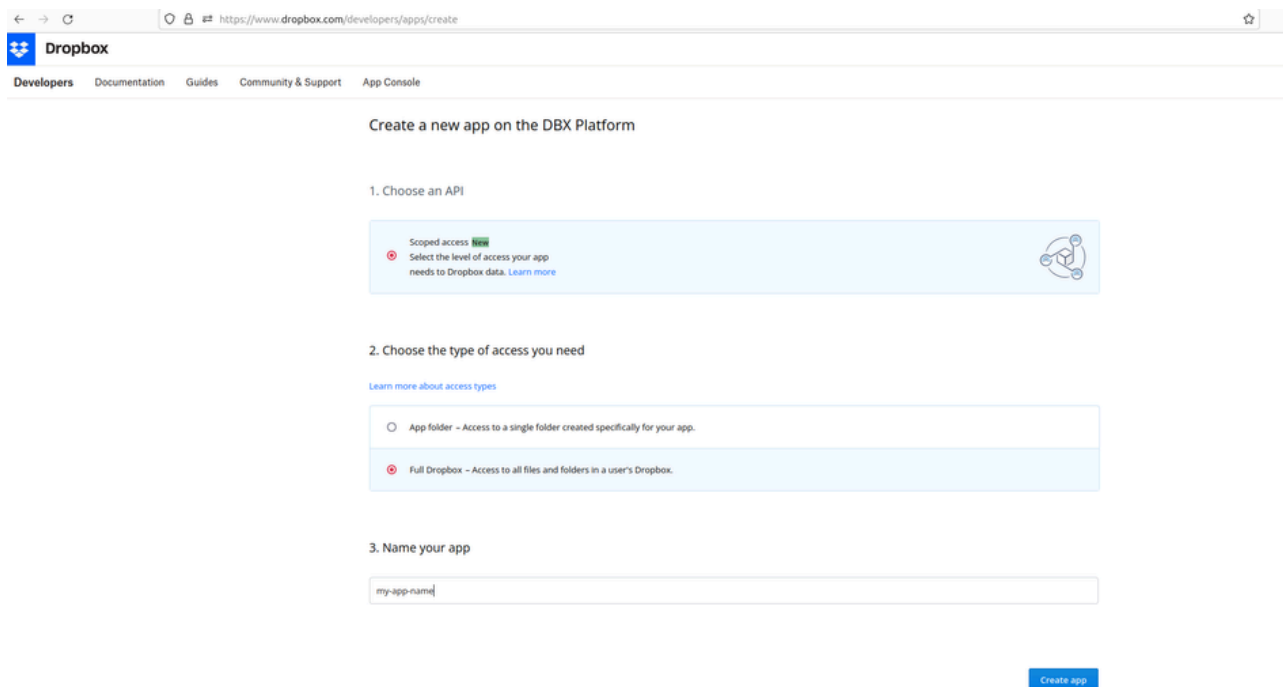 https://www.dropbox.com/developers/apps/create
Dropbox
Developers Documentation Guides Community & Support App Console
Create a new app on the DBX Platform
1. Choose an API
Scoped access New
Select the level of access your app
needs to Dropbox data. Learn more
2. Choose the type of access you need
Learn more about access types
App folder – Access to a single folder created specifically for your app.
Full Dropbox – Access to all files and folders in a user's Dropbox.
3. Name your app
my-app-name
Create app